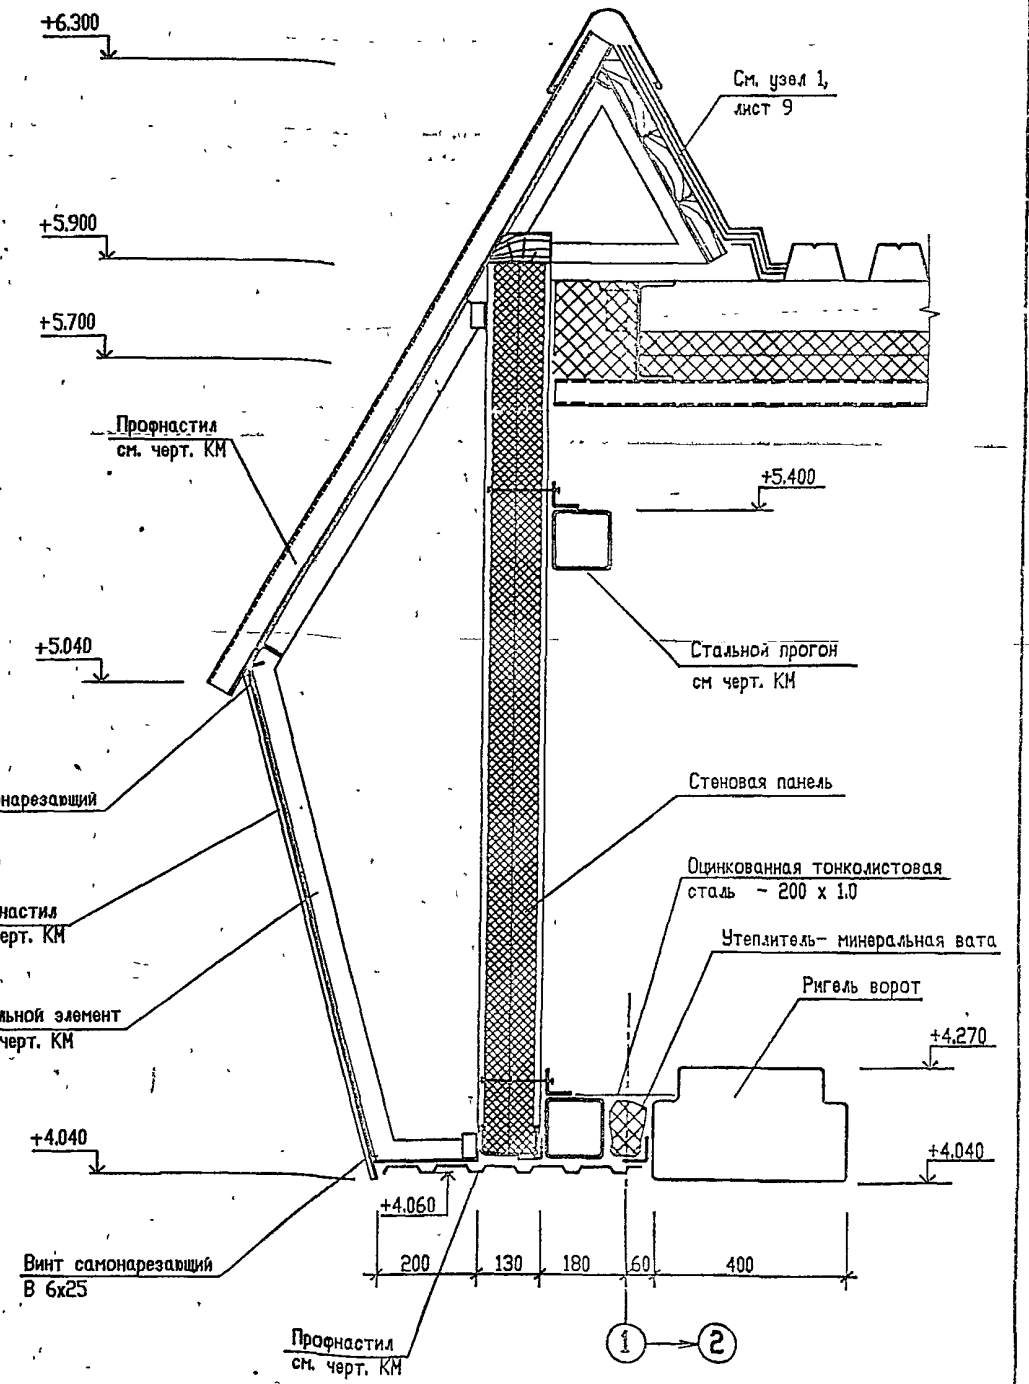 +6.300
См. узел 1,
лист 9
+5.900
+5.700
Профнастил
см. черт. КМ
+5.400
+5.040
Стальной прогон
см черт. КМ
нарезающий
Стеновая панель
Оцинкованная тонколистовая
сталь - 200 x 1.0
настил
ерт. КМ
Утеплитель- минеральная вата
Ригель ворот
льной элемент
черт. КМ
+4.270
+4.040
+4.040
+4.060
Винт самонарезающий
В 6x25
200 130 180 60 400
Профнастил
см. черт. КМ
1 2